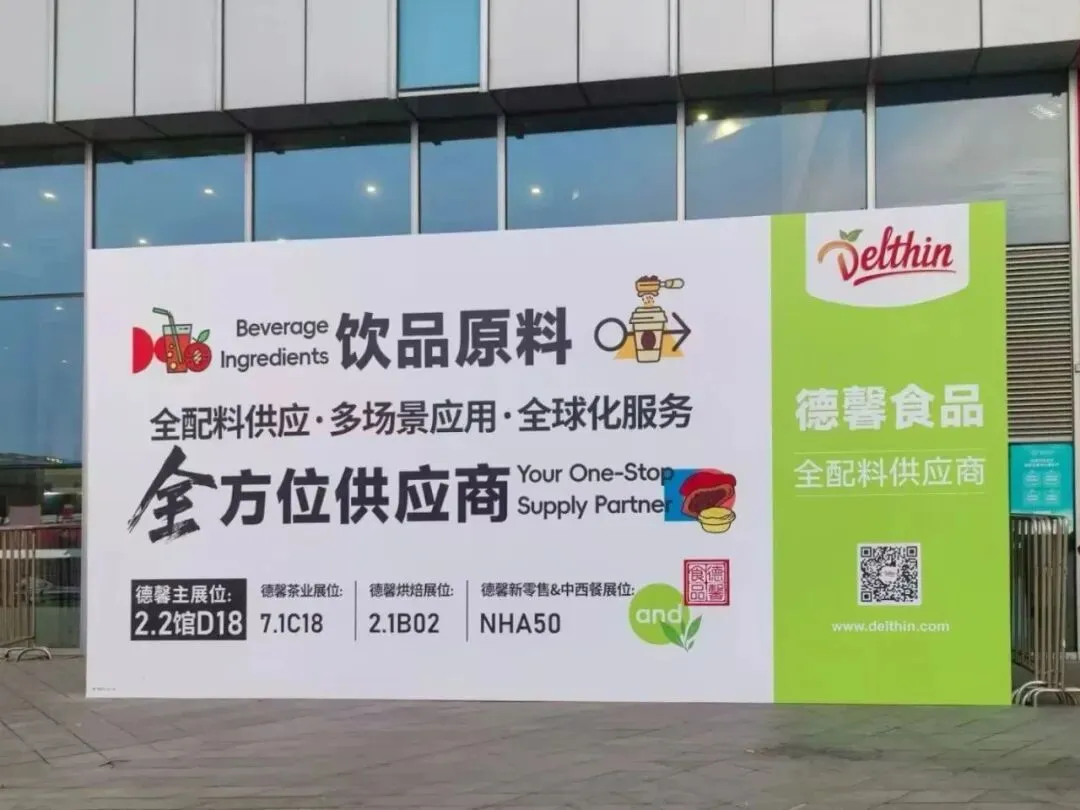 Beverage Ingredients 饮品原料
全配料供应·多场景应用·全球化服务
全方位供应商 Your One-Stop Supply Partner
德馨主展位: 2.2馆D18
德馨茶业展位: 7.1C18
德馨烘焙展位: 2.1B02
德馨新零售&中西餐展位: NHA50
and
德馨食品
Delthin
德馨食品
全配料供应商
www.delthin.com